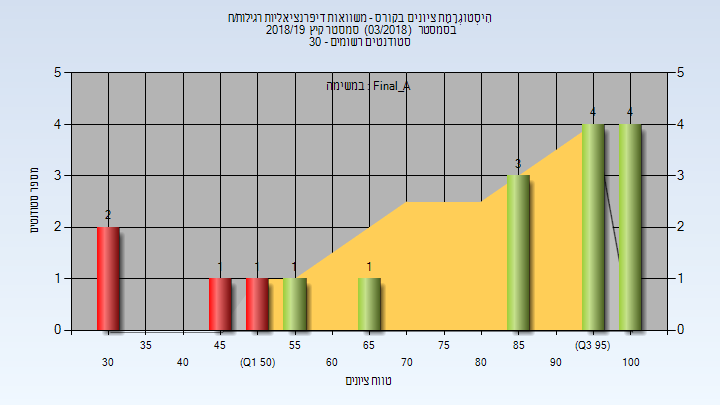 היסטוגרמת ציונים בקורס - משוואות דיפרנציאליות רגילות/ח
בסמסטר (03/2018) סמסטר קיץ 2018/19
סטודנטים רשומים - 30
במשימה : Final_A
5 5
4 4
3 3
2 2
1 1
0 0
מספר סטודנטים
2 1 1 1 1 3 4 4
35 45 55 65 75 85 (Q3 95)
30 40 (Q1 50) 60 70 80 90 100
טווח ציונים